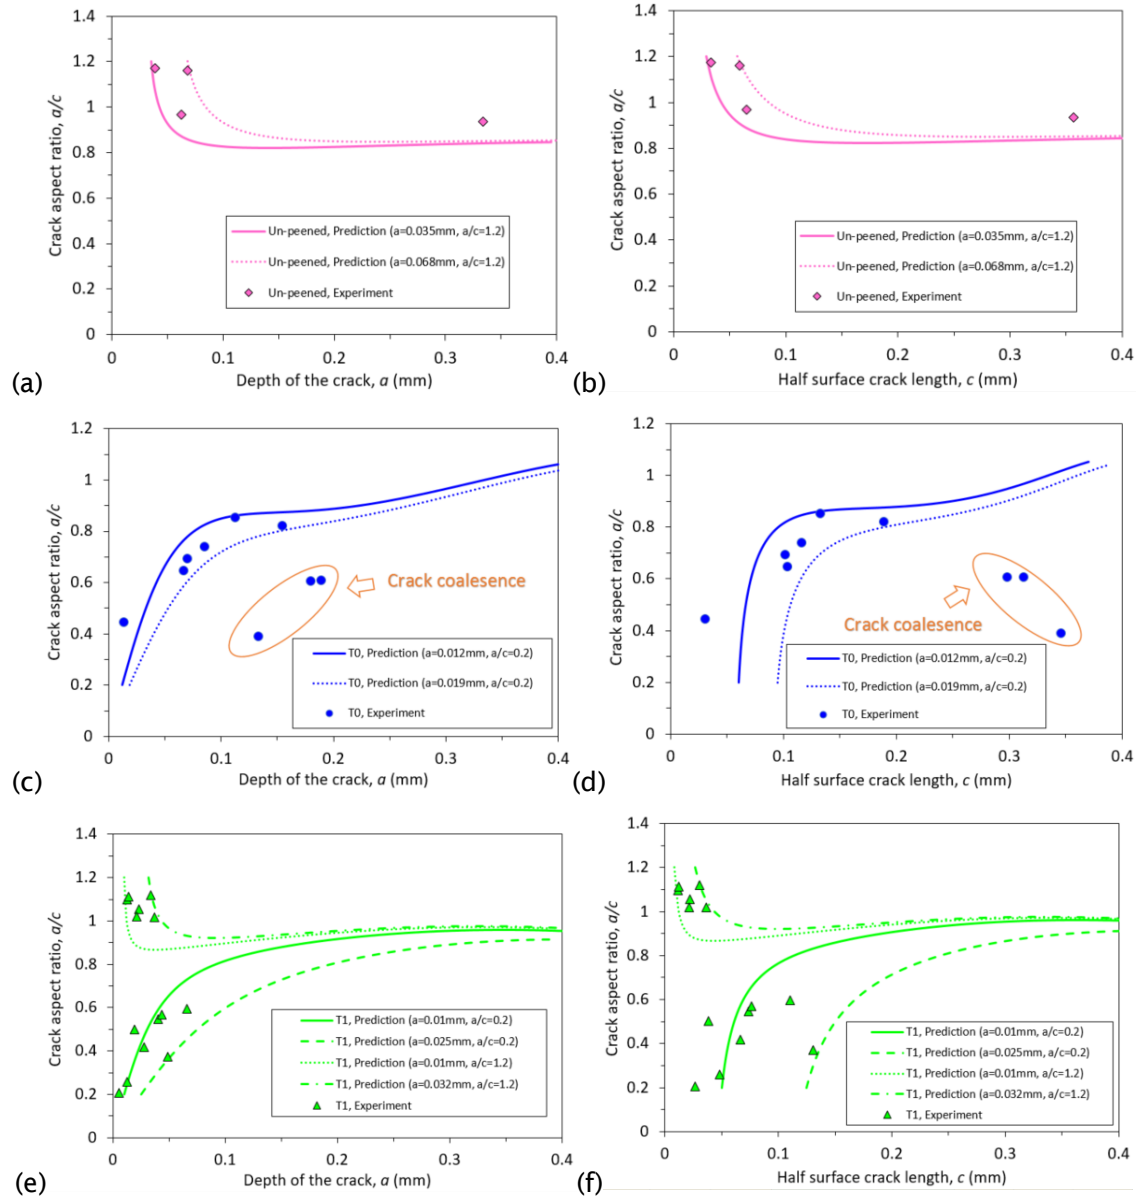 1.4
1.2
1
0.8
0.6
0.4
0.2
0
Crack aspect ratio, a/c
Un-peened, Prediction (a=0.035mm, a/c=1.2)
Un-peened, Prediction (a=0.068mm, a/c=1.2)
Un-peened, Experiment
0 0.1 0.2 0.3 0.4
Depth of the crack, a (mm)
(a)
1.4
1.2
1
0.8
0.6
0.4
0.2
0
Crack aspect ratio, a/c
Un-peened, Prediction (a=0.035mm, a/c=1.2)
Un-peened, Prediction (a=0.068mm, a/c=1.2)
Un-peened, Experiment
0 0.1 0.2 0.3 0.4
Half surface crack length, c (mm)
(b)
1.2
1
0.8
0.6
0.4
0.2
0
Crack aspect ratio, a/c
Crack coalesence
T0, Prediction (a=0.012mm, a/c=0.2)
T0, Prediction (a=0.019mm, a/c=0.2)
T0, Experiment
0 0.1 0.2 0.3 0.4
Depth of the crack, a (mm)
(c)
1.2
1
0.8
0.6
0.4
0.2
0
Crack aspect ratio, a/c
Crack coalesence
T0, Prediction (a=0.012mm, a/c=0.2)
T0, Prediction (a=0.019mm, a/c=0.2)
T0, Experiment
0 0.1 0.2 0.3 0.4
Half surface crack length, c (mm)
(d)
1.4
1.2
1
0.8
0.6
0.4
0.2
0
Crack aspect ratio, a/c
T1, Prediction (a=0.01mm, a/c=0.2)
T1, Prediction (a=0.025mm, a/c=0.2)
T1, Prediction (a=0.01mm, a/c=1.2)
T1, Prediction (a=0.032mm, a/c=1.2)
T1, Experiment
0 0.1 0.2 0.3 0.4
Depth of the crack, a (mm)
(e)
1.4
1.2
1
0.8
0.6
0.4
0.2
0
Crack aspect ratio, a/c
T1, Prediction (a=0.01mm, a/c=0.2)
T1, Prediction (a=0.025mm, a/c=0.2)
T1, Prediction (a=0.01mm, a/c=1.2)
T1, Prediction (a=0.032mm, a/c=1.2)
T1, Experiment
0 0.1 0.2 0.3 0.4
Half surface crack length, c (mm)
(f)